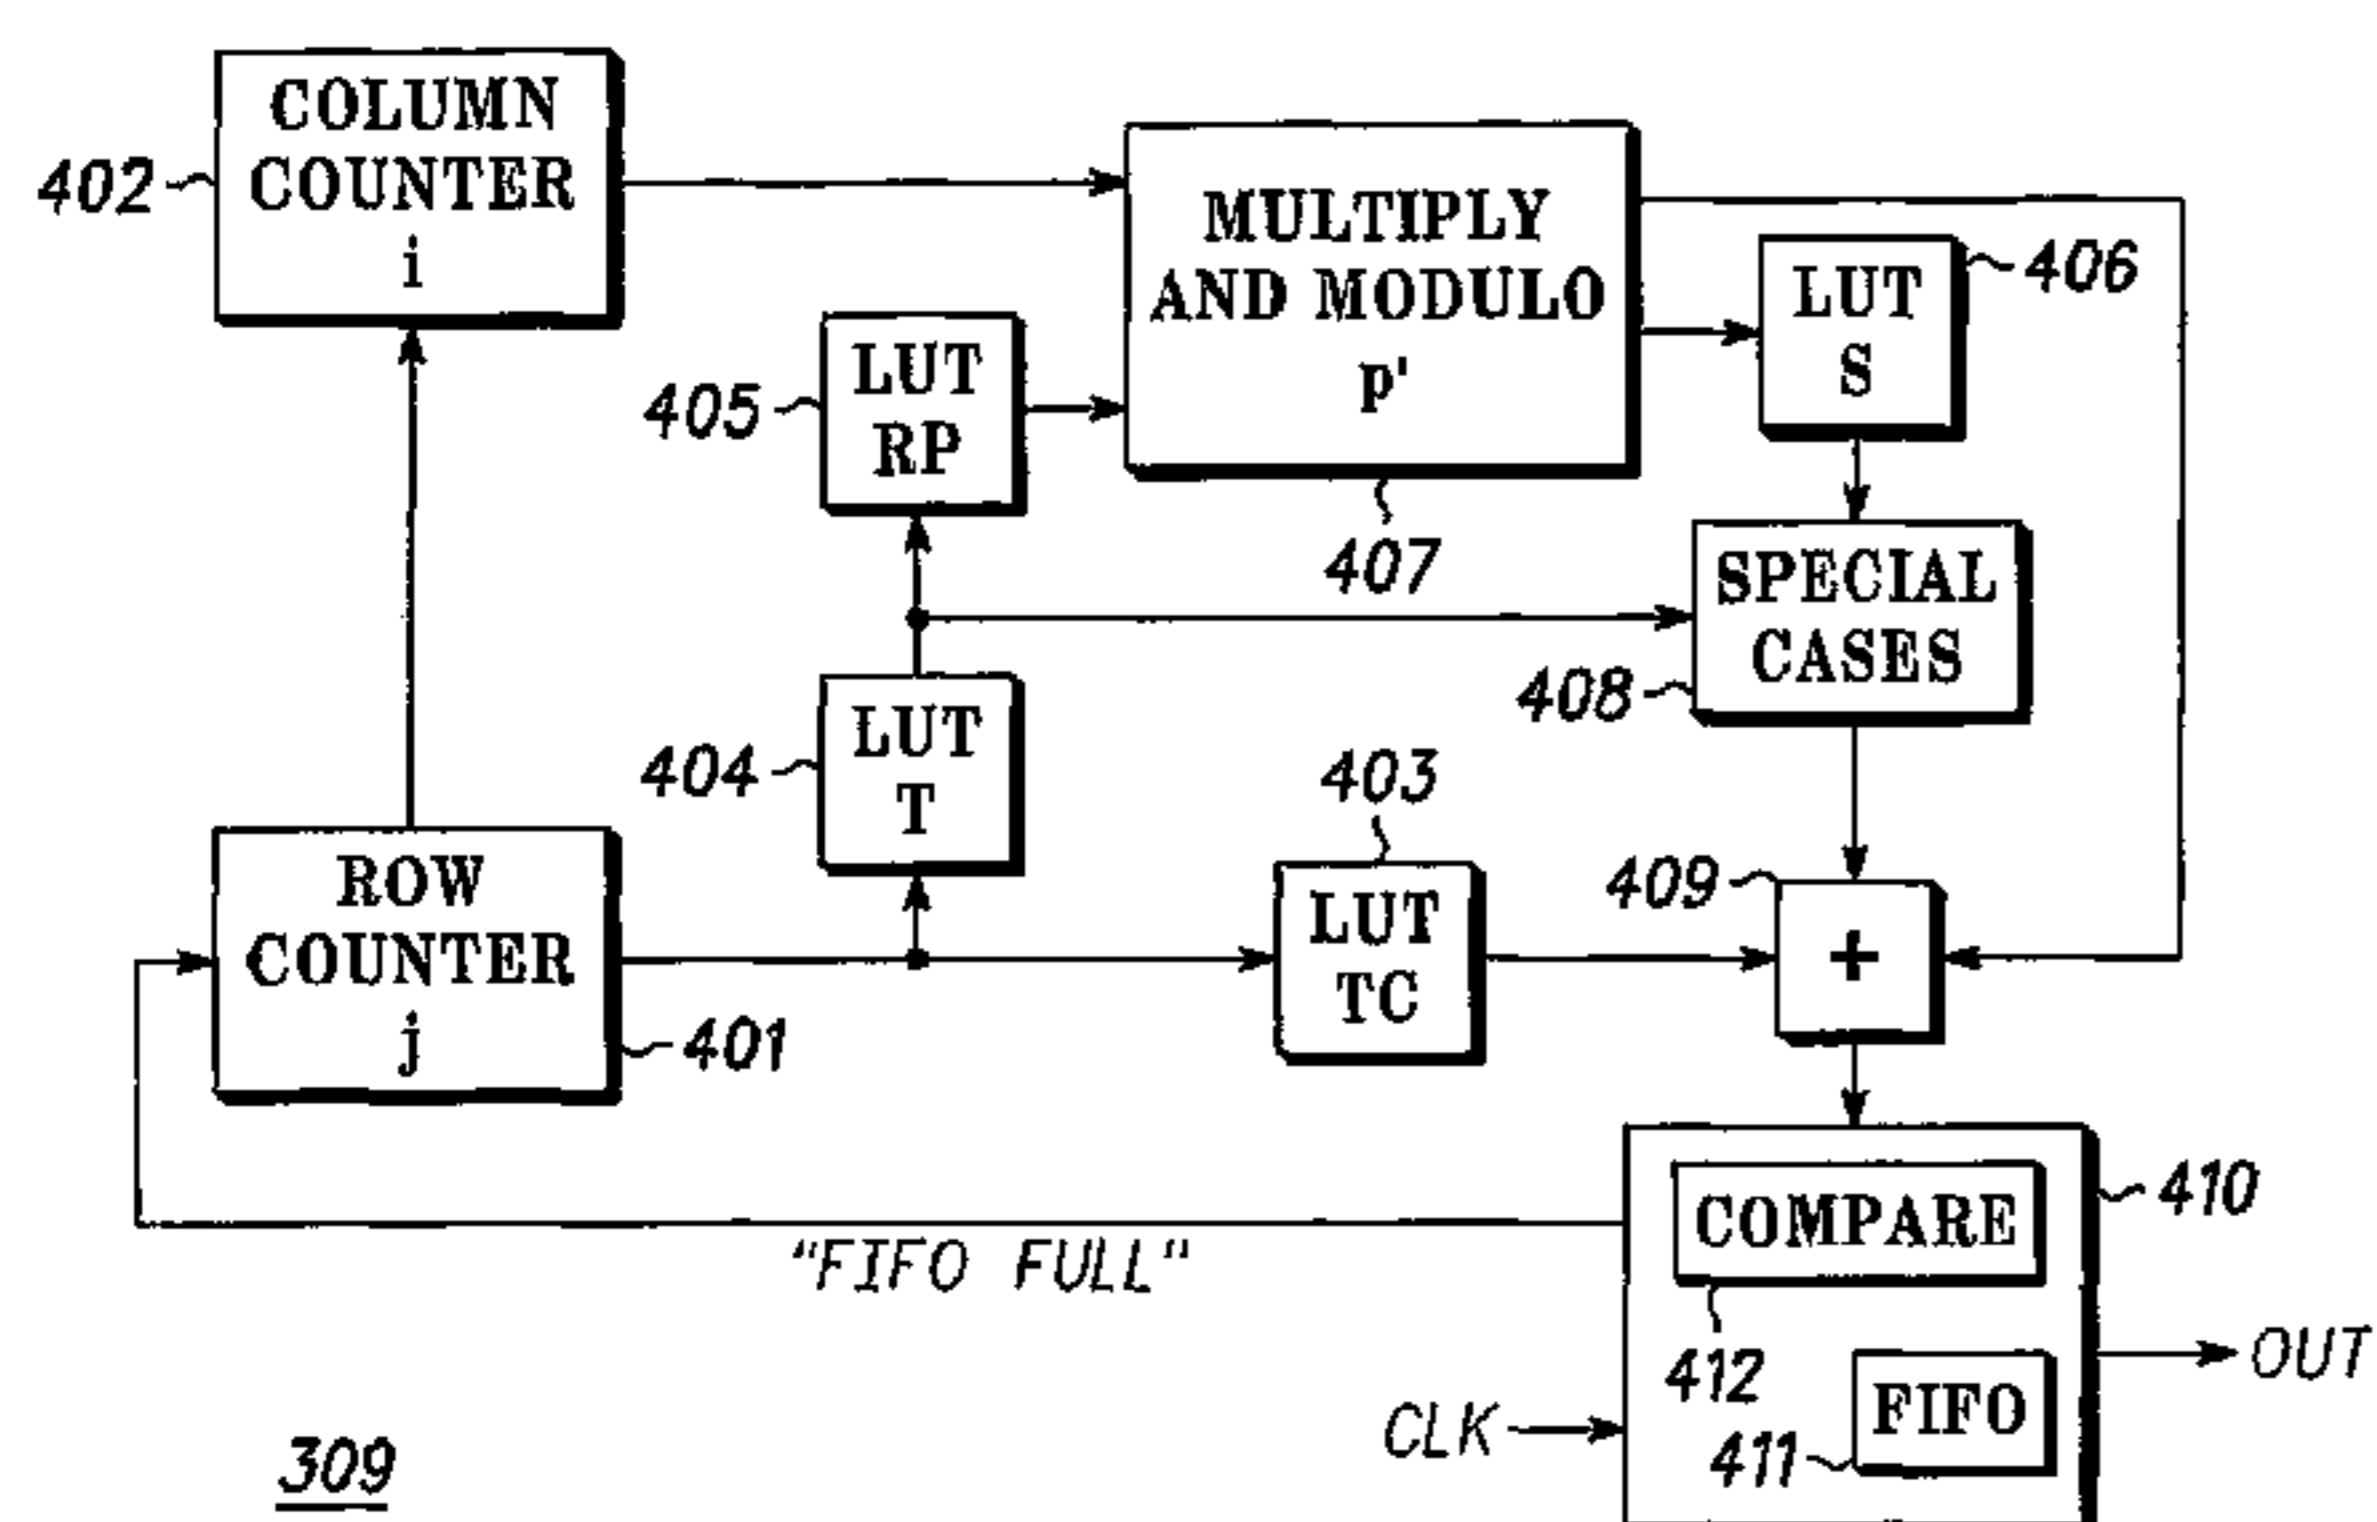 COLUMN
COUNTER
i
402
MULTIPLY
AND MODULO
p'
407
LUT
S
406
LUT
RP
405
SPECIAL
CASES
408
LUT
T
404
403
LUT
TC
409
+
ROW
COUNTER
j
401
"FIFO FULL"
COMPARE
412
410
FIFO
411
CLK
OUT
309